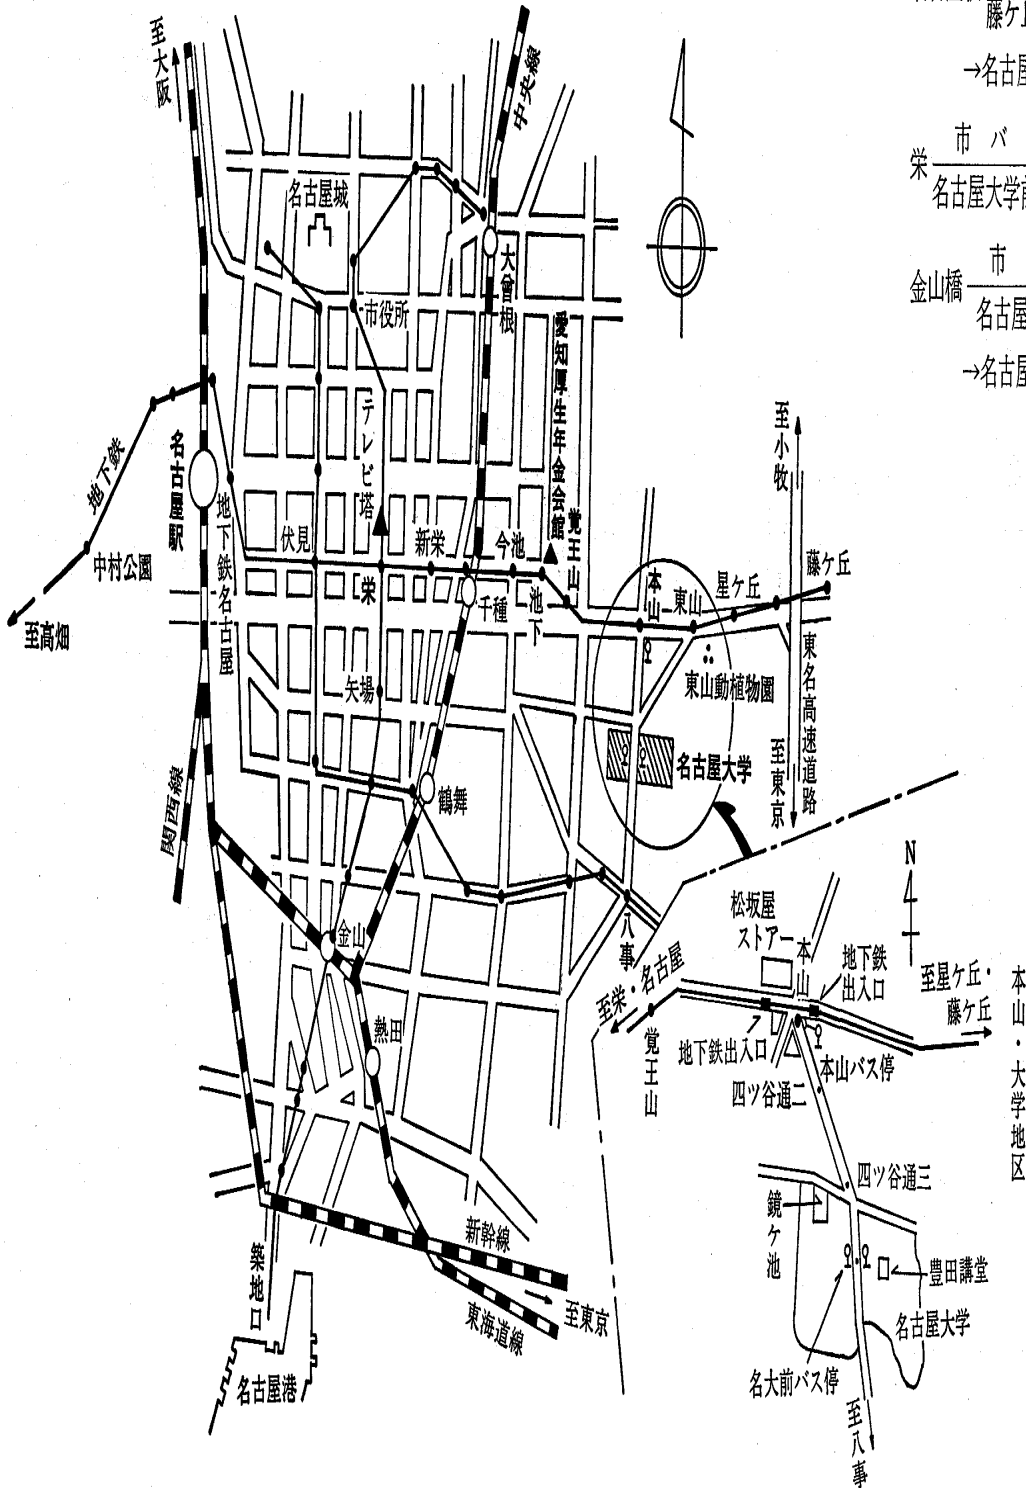 藤ケ丘
→名古屋
栄 市バ
名古屋大学前
金山橋 市
名古屋
→名古屋
至大阪
中央線
名古屋城
大曾根
市役所
愛知厚生年金会館
テレビ塔
至小牧
地下鉄
名古屋駅
地下鉄名古屋
中村公園
至高畑
伏見
栄
新栄
今池
千種
池下
覚王山
本山
東山
星ケ丘
藤ケ丘
東山動植物園
東名高速道路
至東京
矢場
名古屋大学
関西線
鶴舞
八事
金山
熱田
新幹線
東海道線
至東京
築地口
名古屋港
N
松坂屋
ストアー
本山
地下鉄
出入口
至星ケ丘・
藤ケ丘
至栄・名古屋
覚王山
地下鉄出入口
本山バス停
四ツ谷通二
四ツ谷通三
鏡ケ池
豊田講堂
名古屋大学
名大前バス停
至八事
本山・大学地区